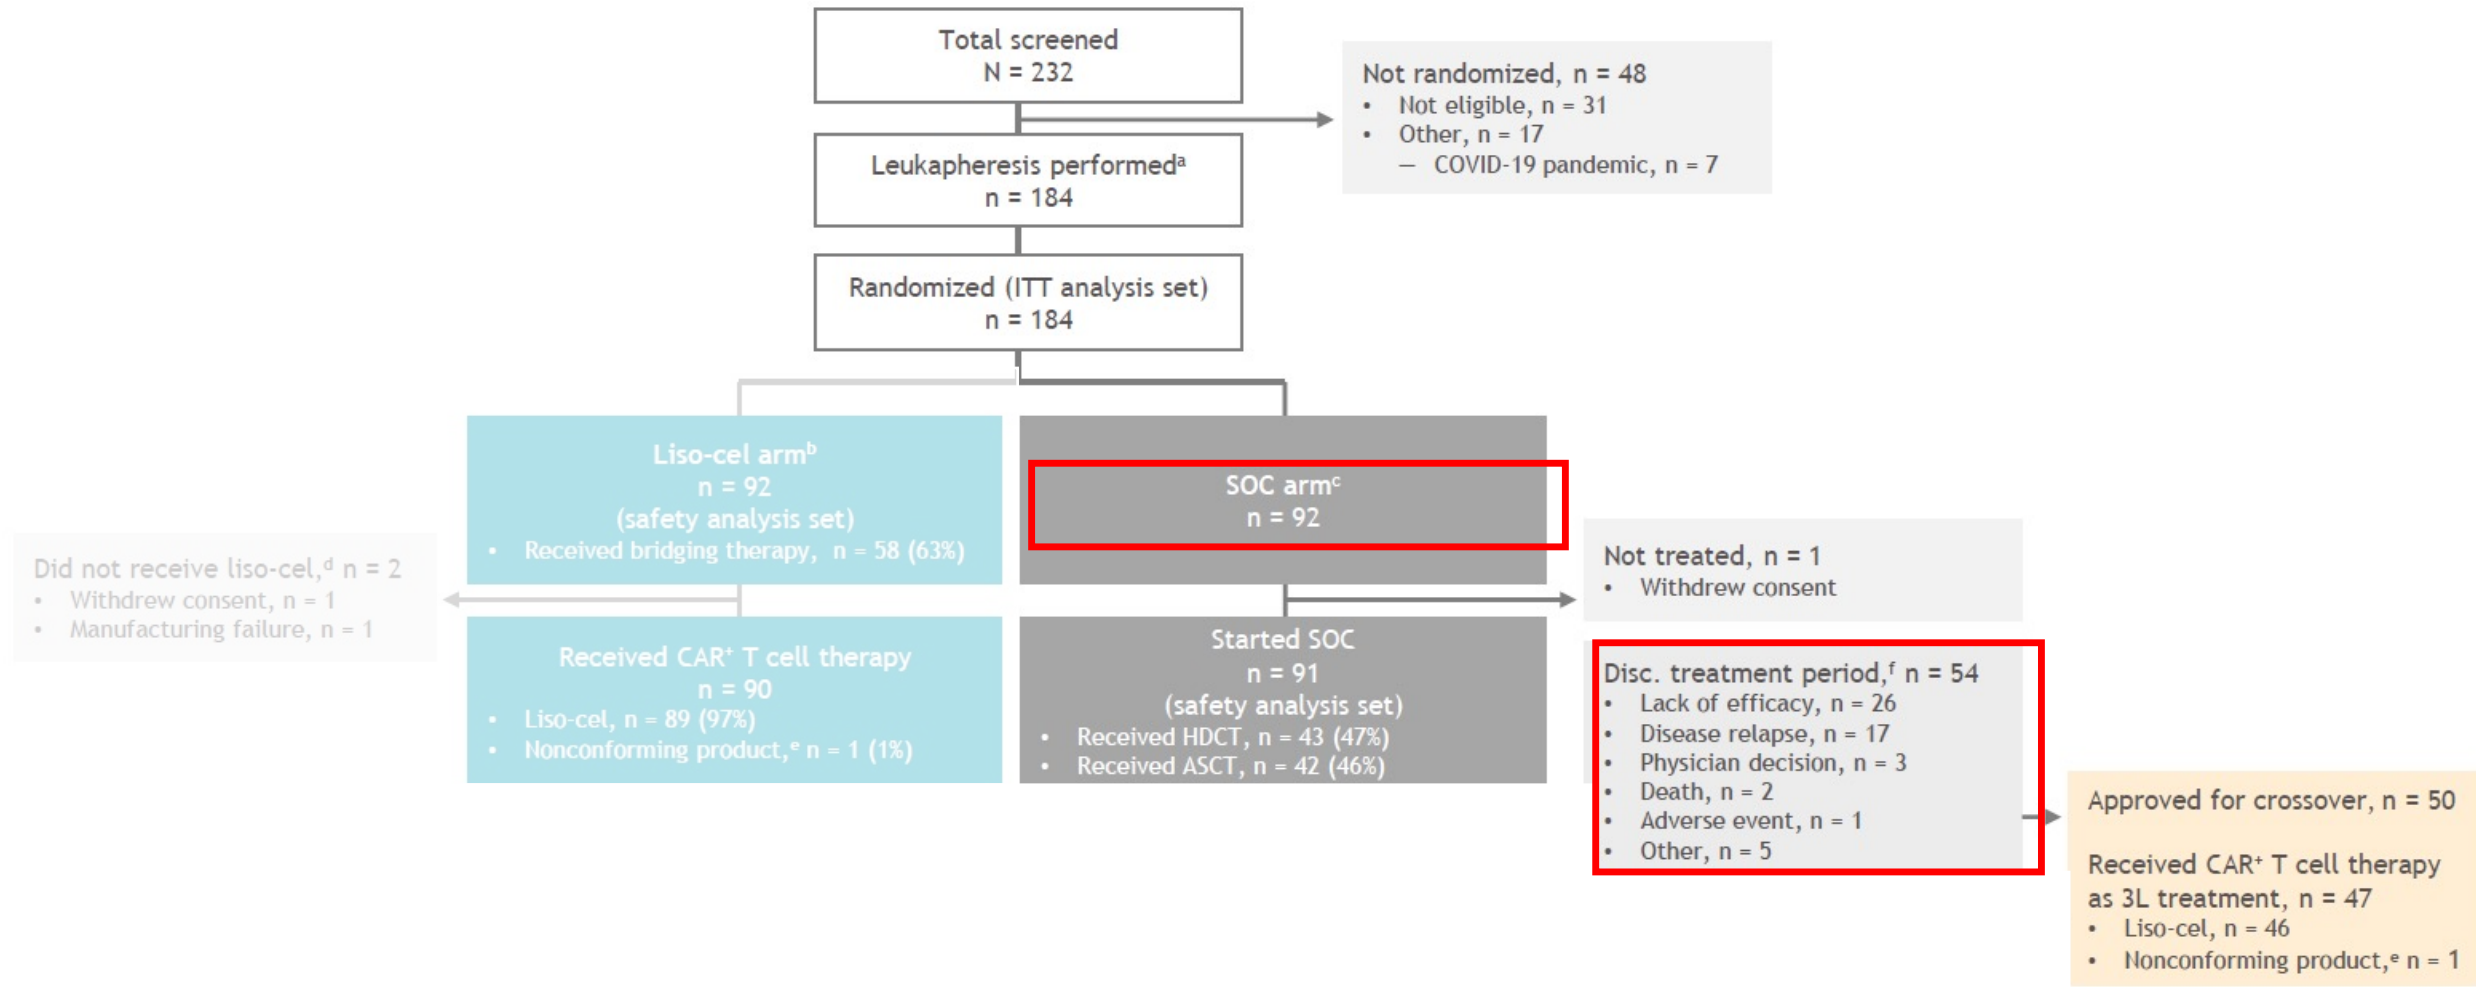 Total screened
N = 232
Not randomized, n = 48
• Not eligible, n = 31
• Other, n = 17
— COVID-19 pandemic, n = 7
Leukapheresis performedᵃ
n = 184
Randomized (ITT analysis set)
n = 184
Liso-cel armᵇ
n = 92
(safety analysis set)
• Received bridging therapy, n = 58 (63%)
SOC armᶜ
n = 92
Did not receive liso-cel,ᵈ n = 2
• Withdrew consent, n = 1
• Manufacturing failure, n = 1
Not treated, n = 1
• Withdrew consent
Received CAR⁺ T cell therapy
n = 90
• Liso-cel, n = 89 (97%)
• Nonconforming product,ᵉ n = 1 (1%)
Started SOC
n = 91
(safety analysis set)
• Received HDCT, n = 43 (47%)
• Received ASCT, n = 42 (46%)
Disc. treatment period,ᶠ n = 54
• Lack of efficacy, n = 26
• Disease relapse, n = 17
• Physician decision, n = 3
• Death, n = 2
• Adverse event, n = 1
• Other, n = 5
Approved for crossover, n = 50
Received CAR⁺ T cell therapy
as 3L treatment, n = 47
• Liso-cel, n = 46
• Nonconforming product,ᵉ n = 1